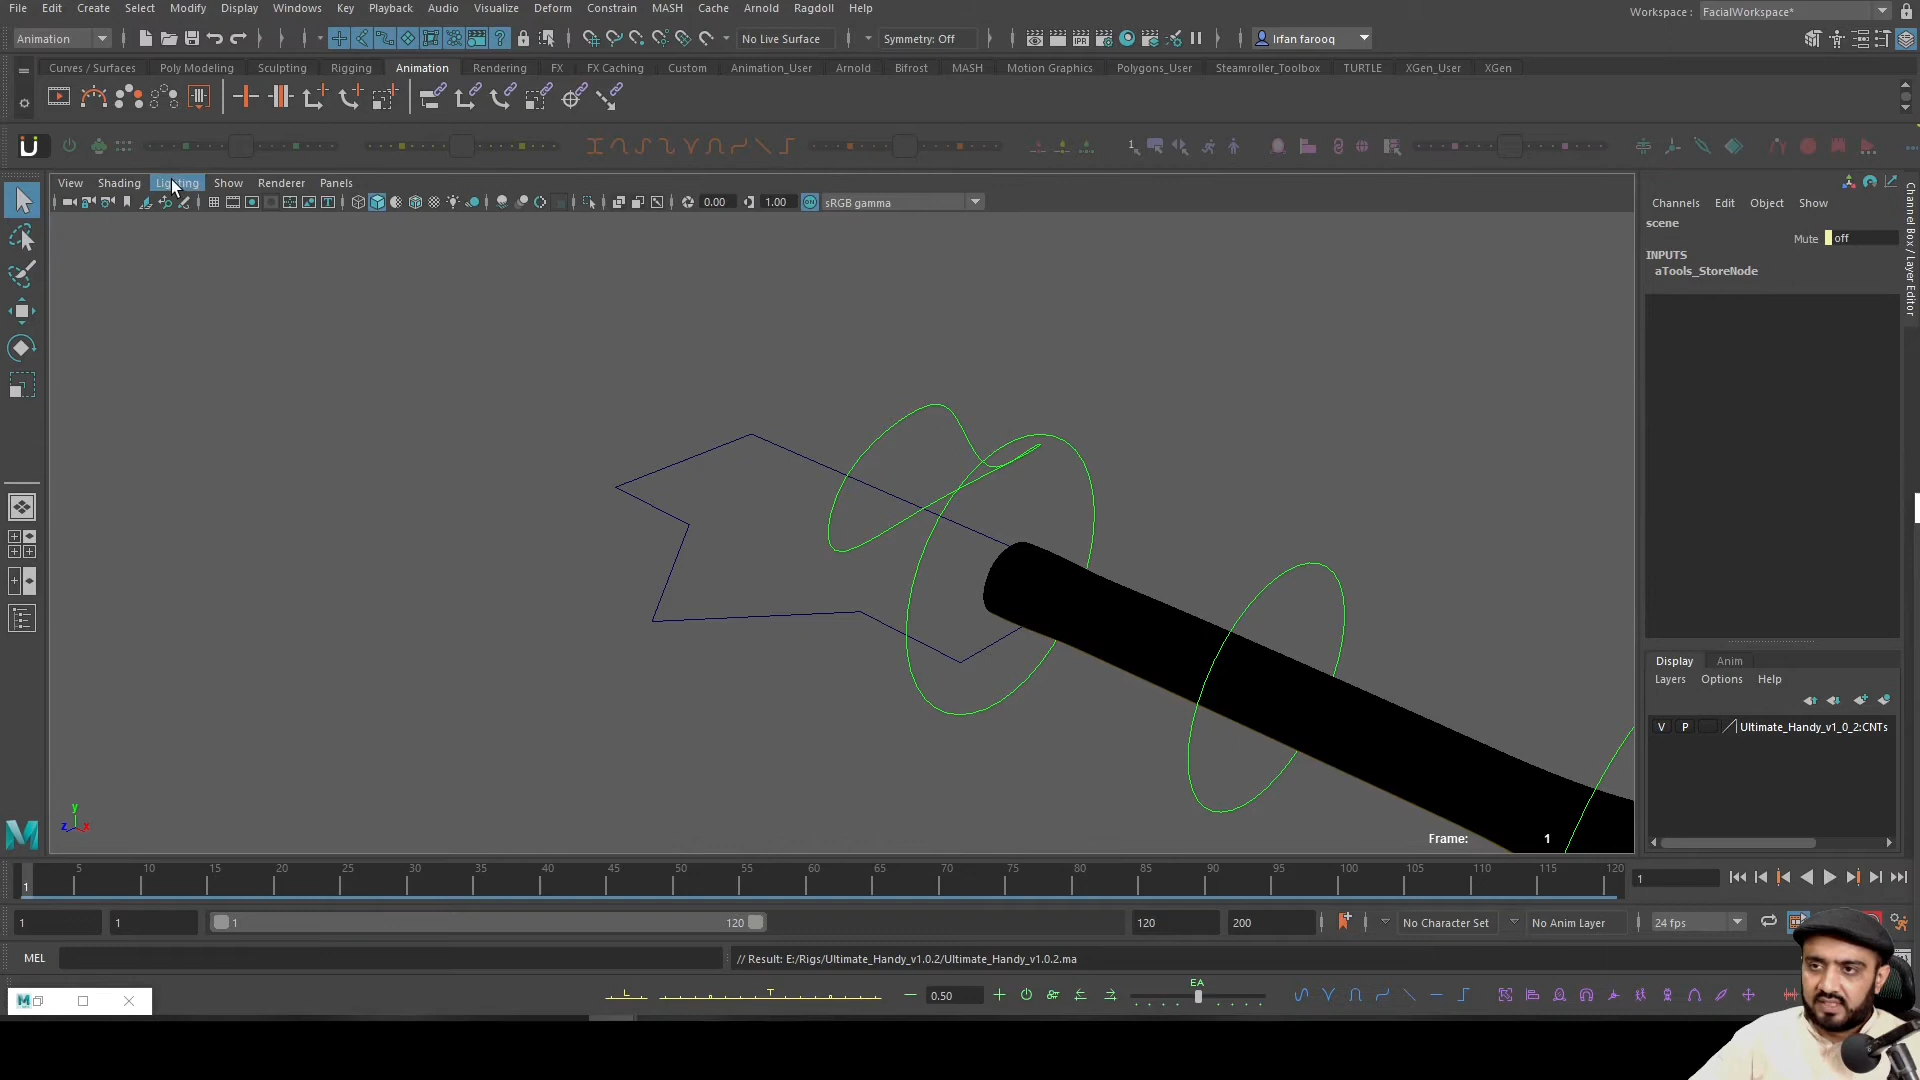 File Edit Create Select Modify Display Windows Key Playback Audio Visualize Deform Constrain MASH Cache Arnold Ragdoll Help
Workspace : FacialWorkspace*
Animation No Live Surface Symmetry: Off Irfan farooq
Curves / Surfaces Poly Modeling Sculpting Rigging Animation Rendering FX FX Caching Custom Animation_User Arnold Bifrost MASH Motion Graphics Polygons_User Steamroller_Toolbox TURTLE XGen_User XGen
View Shading Lighting Show Renderer Panels
0.00 1.00 sRGB gamma
Channels Edit Object Show
scene
Mute off
INPUTS
aTools_StoreNode
Channel Box / Layer Editor
Display Anim
Layers Options Help
V P Ultimate_Handy_v1_0_2:CNTs
y
z x
Frame: 1
5 10 15 20 25 30 35 40 45 50 55 60 65 70 75 80 85 90 95 100 105 110 115 120
1 1
1 1 1 120 120 200 No Character Set No Anim Layer 24 fps
MEL // Result: E:/Rigs/Ultimate_Handy_v1.0.2/Ultimate_Handy_v1.0.2.ma
M L T 0.50 EA